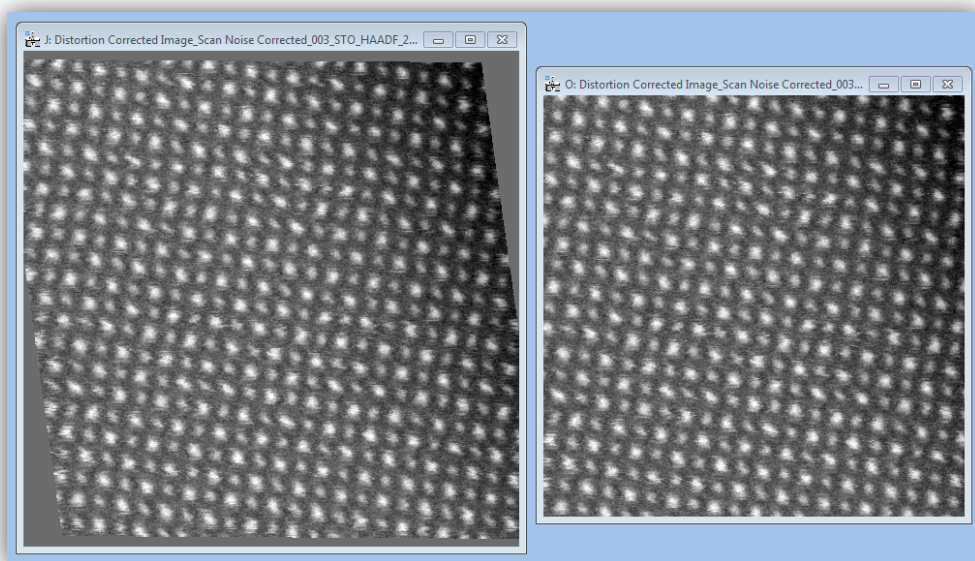 J: Distortion Corrected Image_Scan Noise Corrected_003_STO_HAADF_2...
O: Distortion Corrected Image_Scan Noise Corrected_003...